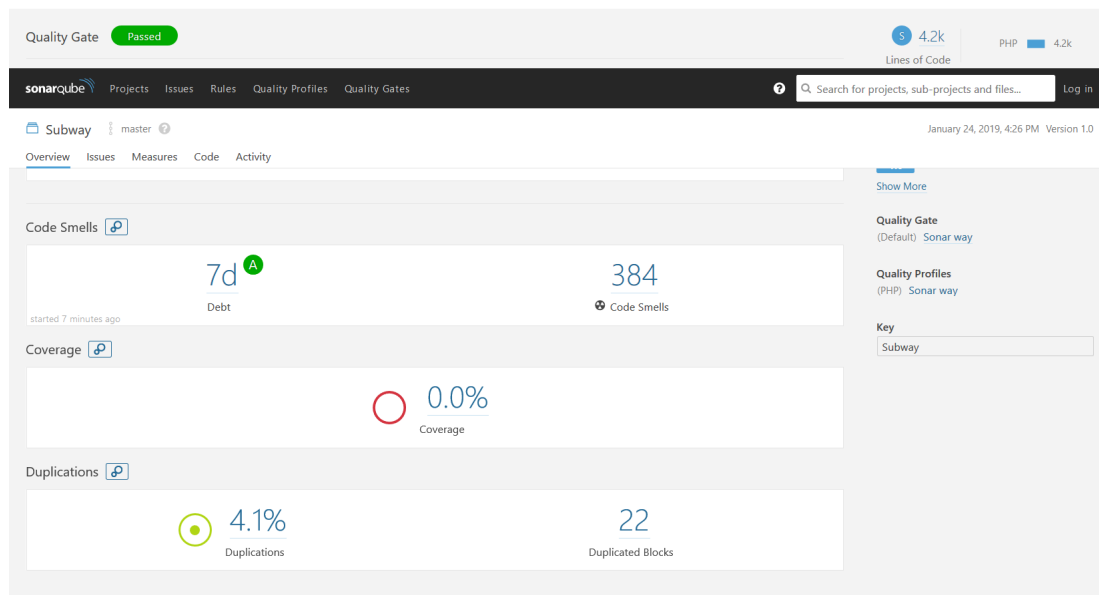 Quality Gate Passed
S 4.2k
Lines of Code
PHP 4.2k
sonarqube Projects Issues Rules Quality Profiles Quality Gates ? Search for projects, sub-projects and files... Log in
Subway master ? January 24, 2019, 4:26 PM Version 1.0
Overview Issues Measures Code Activity
Show More
Quality Gate
(Default) Sonar way
Quality Profiles
(PHP) Sonar way
Key
Subway
Code Smells
7d A
Debt
384
Code Smells
started 7 minutes ago
Coverage
0.0%
Coverage
Duplications
4.1%
Duplications
22
Duplicated Blocks